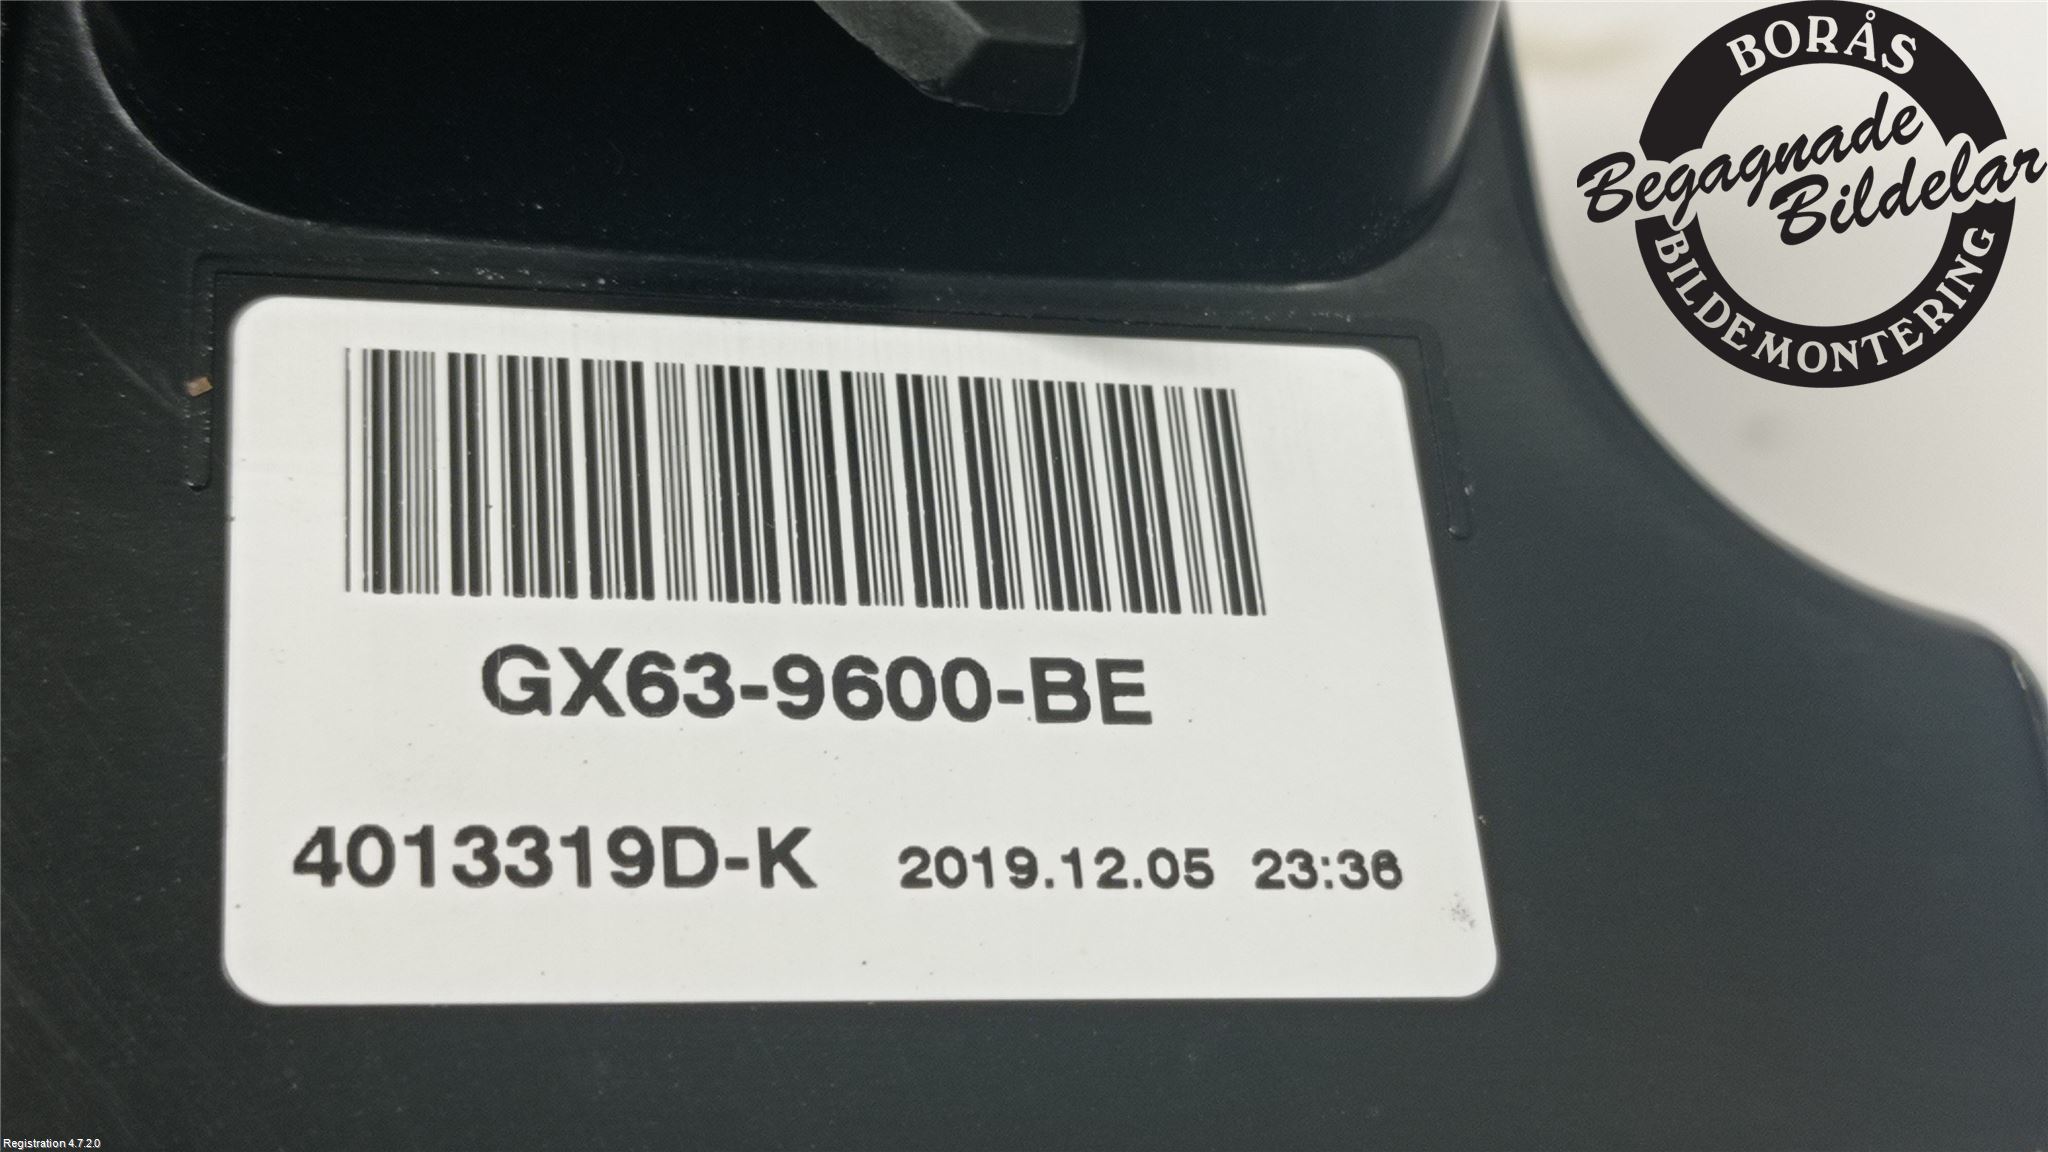 BORÅS
Begagnade
Bildelar
BILDEMONTERING
GX63-9600-BE
4013319D-K 2019.12.05 23:36
Registration 4.7.2.0